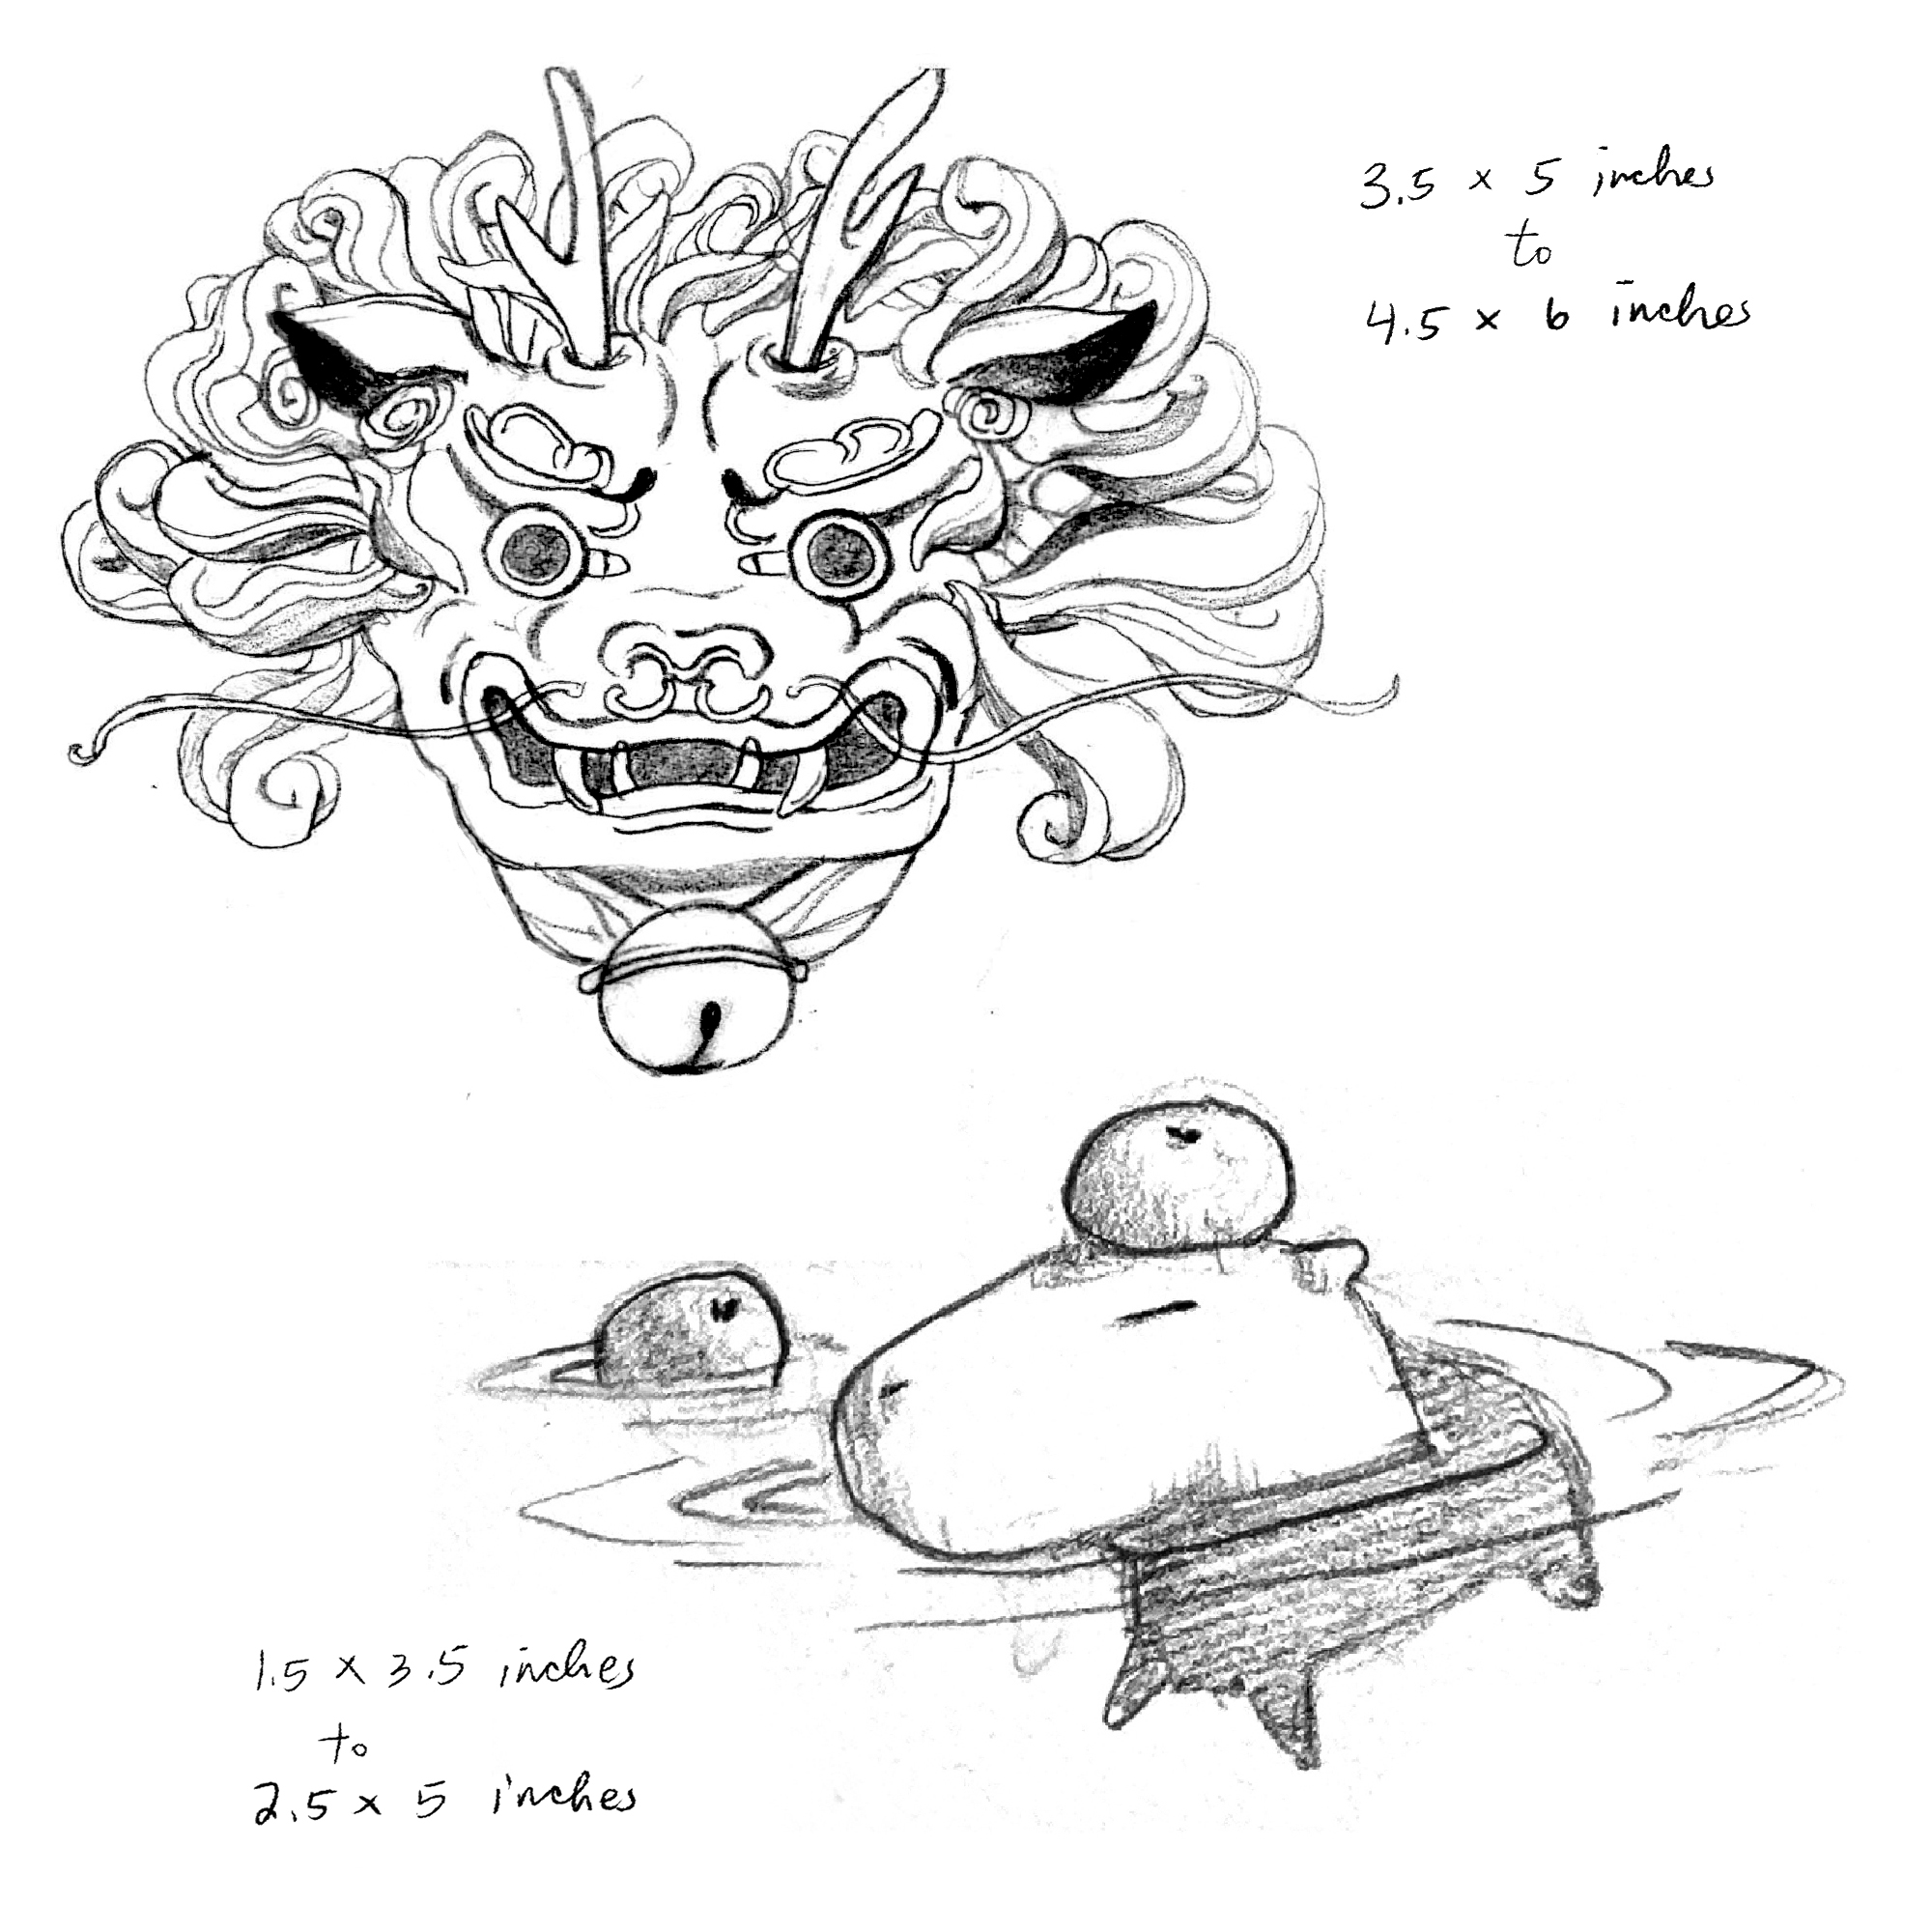 3.5 x 5 inches
to
4.5 x 6 inches
1.5 x 3.5 inches
to
2.5 x 5 inches